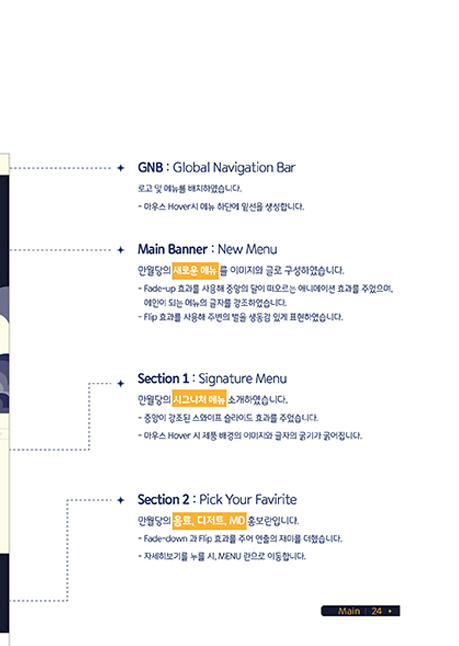 GNB : Global Navigation Bar
로고 및 메뉴를 배치하였습니다.
- 마우스 Hover시 메뉴 하단에 밑선을 생성합니다.
Main Banner : New Menu
만월당의 새로운 메뉴를 이미지와 글로 구성하였습니다.
- Fade-up 효과를 사용해 중앙의 달이 떠오르는 애니메이션 효과를 주었으며,
메인이 되는 메뉴의 글자를 강조하였습니다.
- Flip 효과를 사용해 주변의 별을 생동감 있게 표현하였습니다.
Section 1 : Signature Menu
만월당의 시그니처 메뉴 소개하였습니다.
- 중앙이 강조된 스와이프 슬라이드 효과를 주었습니다.
- 마우스 Hover 시 제품 배경의 이미지와 글자의 굵기가 굵어집니다.
Section 2 : Pick Your Favirite
만월당의 음료, 디저트, MD 홍보란입니다.
- Fade-down 과 Flip 효과를 주어 연출의 재미를 더했습니다.
- 자세히보기를 누를 시, MENU 란으로 이동합니다.
Main | 24